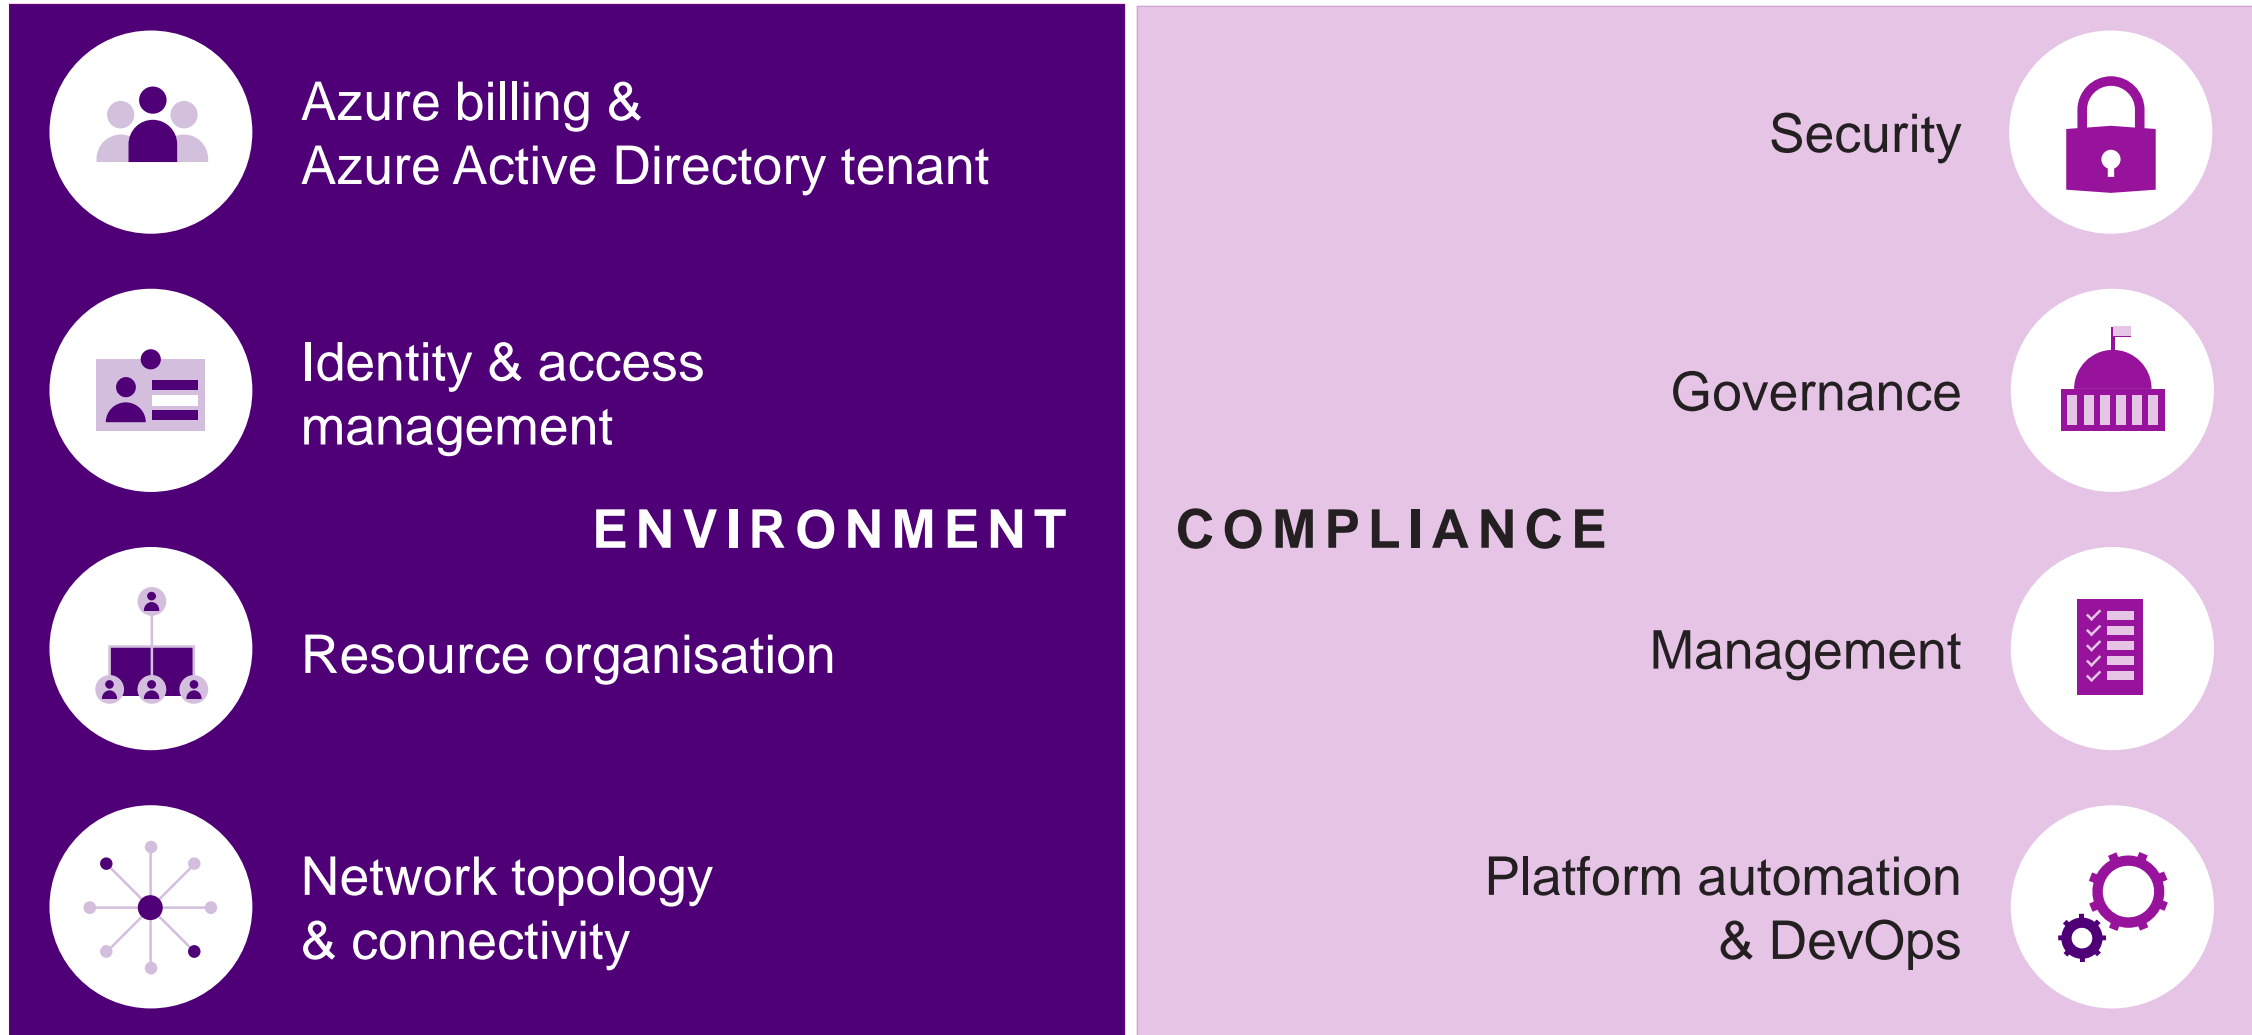 Azure billing &
Azure Active Directory tenant
Identity & access
management
ENVIRONMENT
Resource organisation
Network topology
& connectivity
Security
Governance
COMPLIANCE
Management
Platform automation
& DevOps